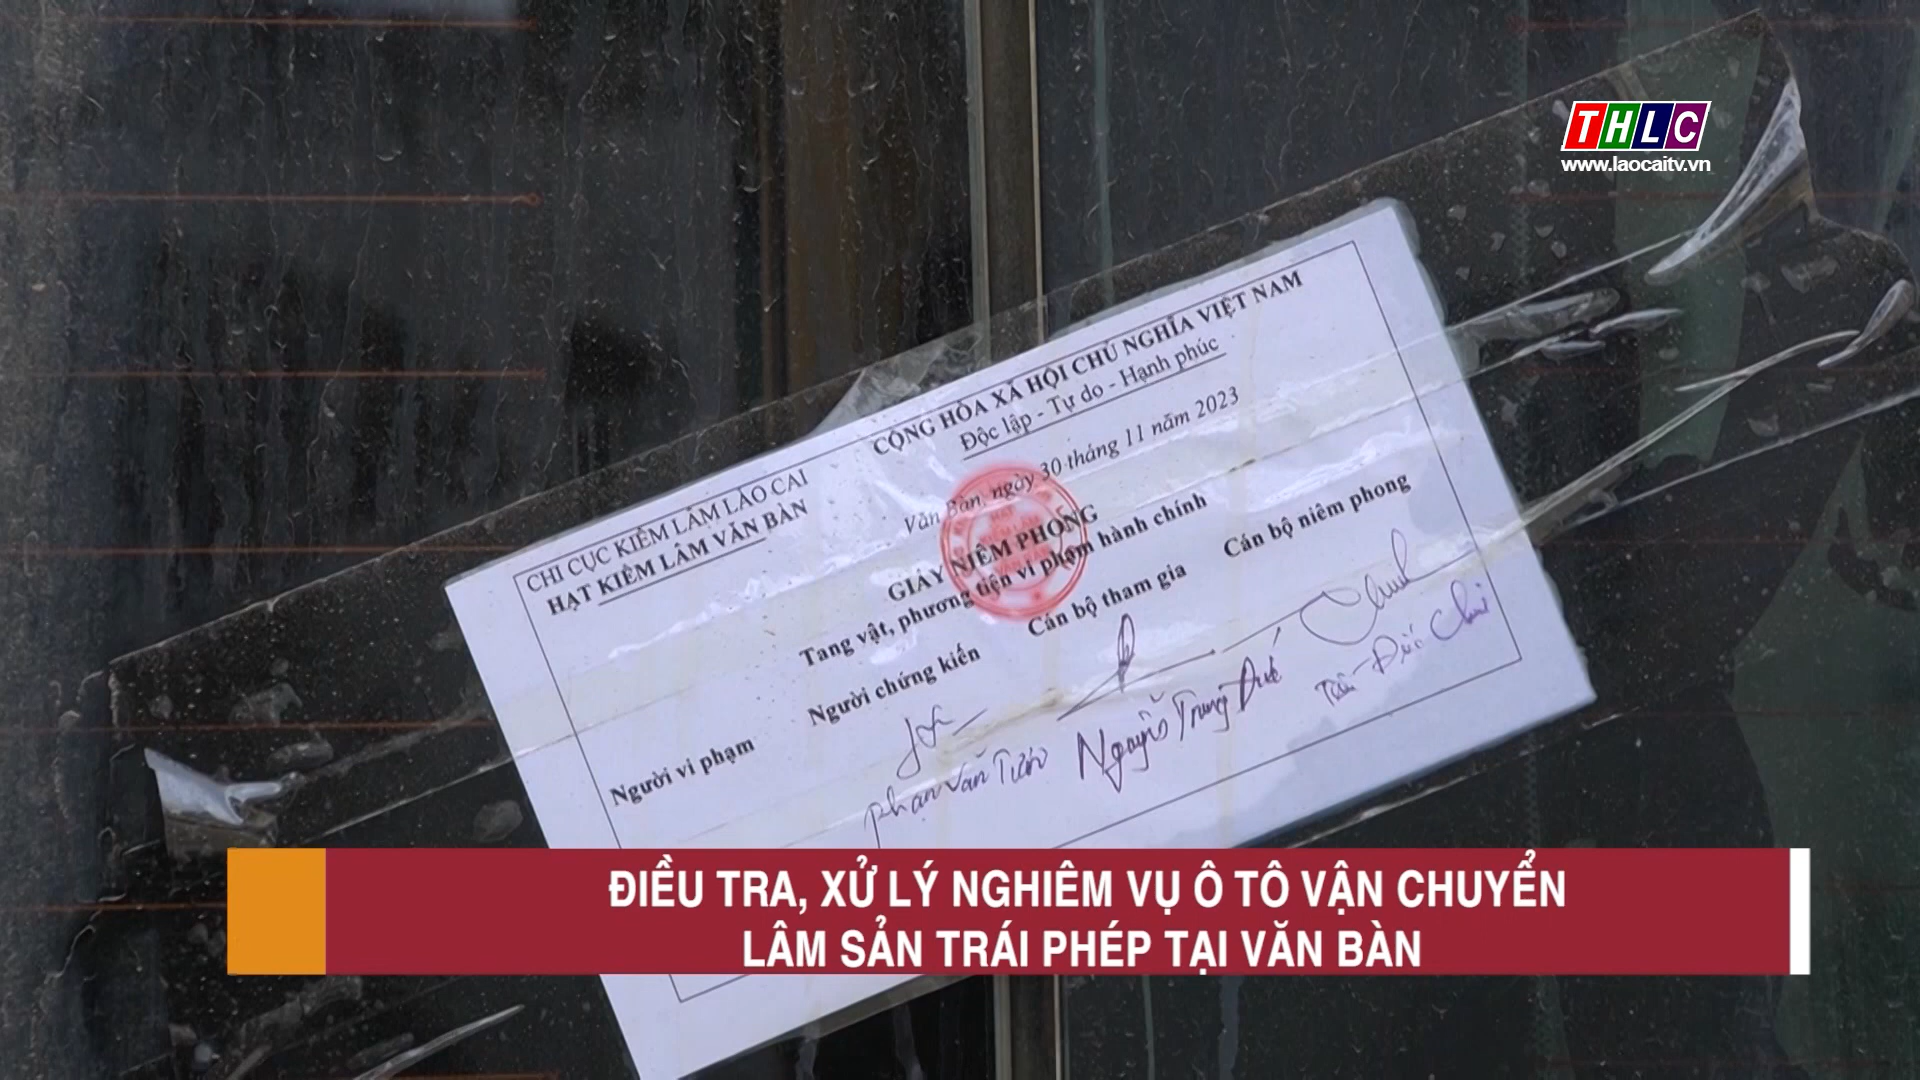 THLC
www.laocaitv.vn
CHI CỤC KIỂM LÂM LÀO CAI
HẠT KIỂM LÂM VĂN BÀN
CỘNG HÒA XÃ HỘI CHỦ NGHĨA VIỆT NAM
Độc lập - Tự do - Hạnh phúc
Văn Bàn, ngày 30 tháng 11 năm 2023
GIẤY NIÊM PHONG
Tang vật, phương tiện vi phạm hành chính
Người vi phạm
Người chứng kiến
Cán bộ tham gia
Cán bộ niêm phong
Phạn Văn
Nguyễn Trung Đức
Đức
ĐIỀU TRA, XỬ LÝ NGHIÊM VỤ Ô TÔ VẬN CHUYỂN
LÂM SẢN TRÁI PHÉP TẠI VĂN BÀN